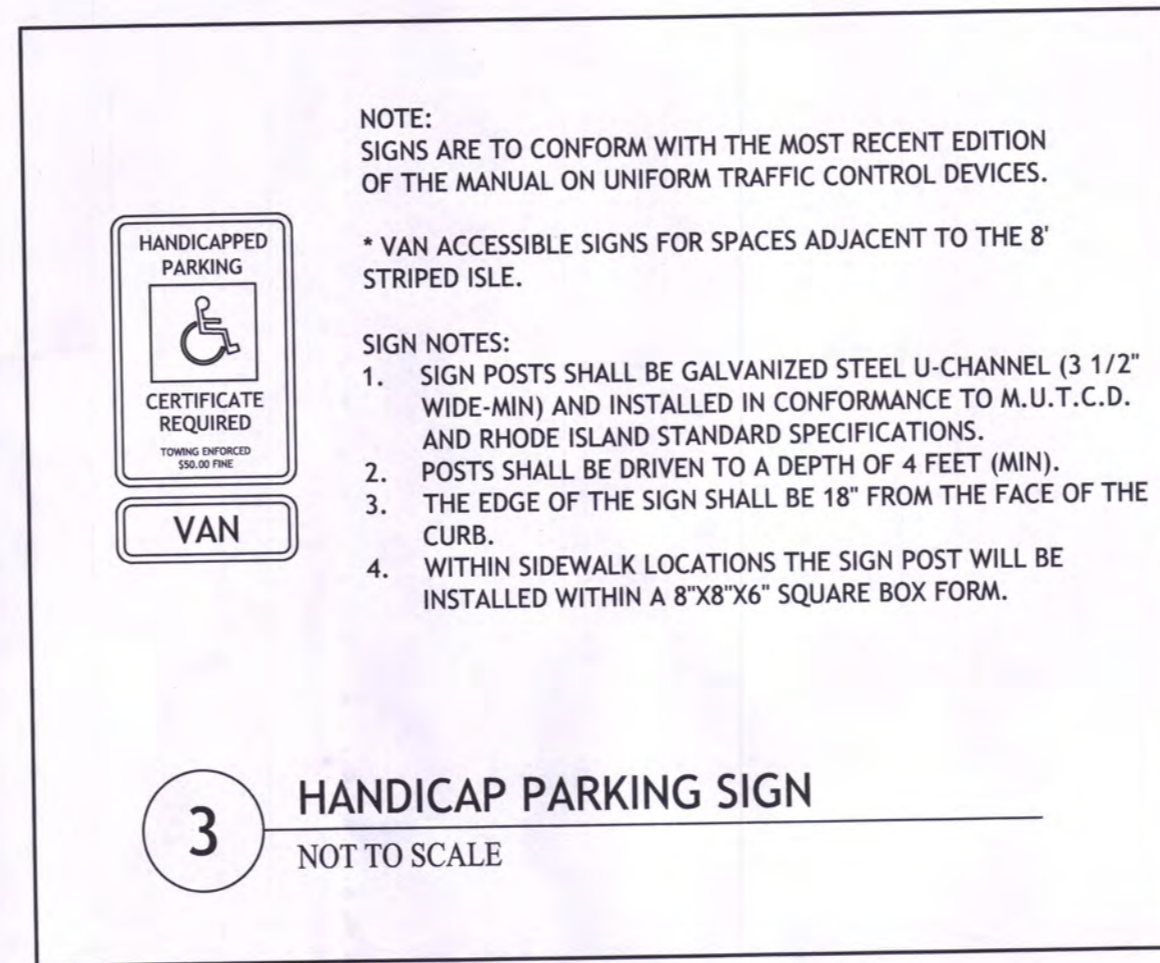 HANDICAPPED
PARKING
CERTIFICATE
REQUIRED
TOWING ENFORCED
$50.00 FINE
VAN
NOTE:
SIGNS ARE TO CONFORM WITH THE MOST RECENT EDITION
OF THE MANUAL ON UNIFORM TRAFFIC CONTROL DEVICES.
* VAN ACCESSIBLE SIGNS FOR SPACES ADJACENT TO THE 8'
STRIPED ISLE.
SIGN NOTES:
1. SIGN POSTS SHALL BE GALVANIZED STEEL U-CHANNEL (3 1/2"
WIDE-MIN) AND INSTALLED IN CONFORMANCE TO M.U.T.C.D.
AND RHODE ISLAND STANDARD SPECIFICATIONS.
2. POSTS SHALL BE DRIVEN TO A DEPTH OF 4 FEET (MIN).
3. THE EDGE OF THE SIGN SHALL BE 18" FROM THE FACE OF THE
CURB.
4. WITHIN SIDEWALK LOCATIONS THE SIGN POST WILL BE
INSTALLED WITHIN A 8"X8"X6" SQUARE BOX FORM.
3
HANDICAP PARKING SIGN
NOT TO SCALE